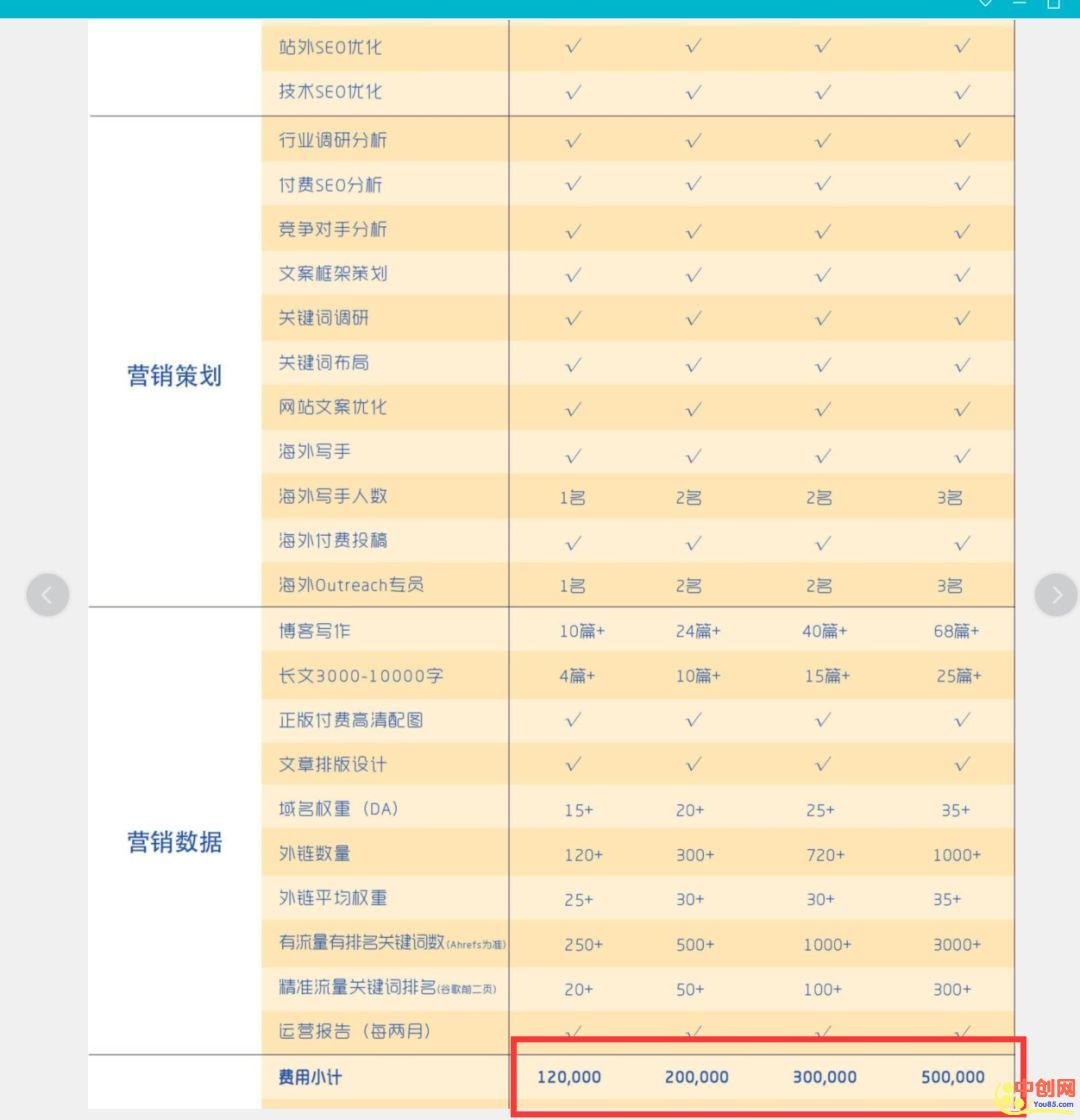 站外SEO优化 √ √ √ √
技术SEO优化 √ √ √ √
行业调研分析 √ √ √ √
付费SEO分析 √ √ √ √
竞争对手分析 √ √ √ √
文案框架策划 √ √ √ √
关键词调研 √ √ √ √
营销策划
关键词布局 √ √ √ √
网站文案优化 √ √ √ √
海外写手 √ √ √ √
海外写手人数 1名 2名 2名 3名
海外付费投稿 √ √ √ √
海外Outreach专员 1名 2名 2名 3名
博客写作 10篇+ 24篇+ 40篇+ 68篇+
长文3000-10000字 4篇+ 10篇+ 15篇+ 25篇+
正版付费高清配图 √ √ √ √
文章排版设计 √ √ √ √
域名权重（DA） 15+ 20+ 25+ 35+
营销数据
外链数量 120+ 300+ 720+ 1000+
外链平均权重 25+ 30+ 30+ 35+
有流量有排名关键词数(Ahrefs为准) 250+ 500+ 1000+ 3000+
精准流量关键词排名(谷歌前二页) 20+ 50+ 100+ 300+
运营报告（每两月） √ √ √ √
费用小计 120,000 200,000 300,000 500,000
中创网
You85.com